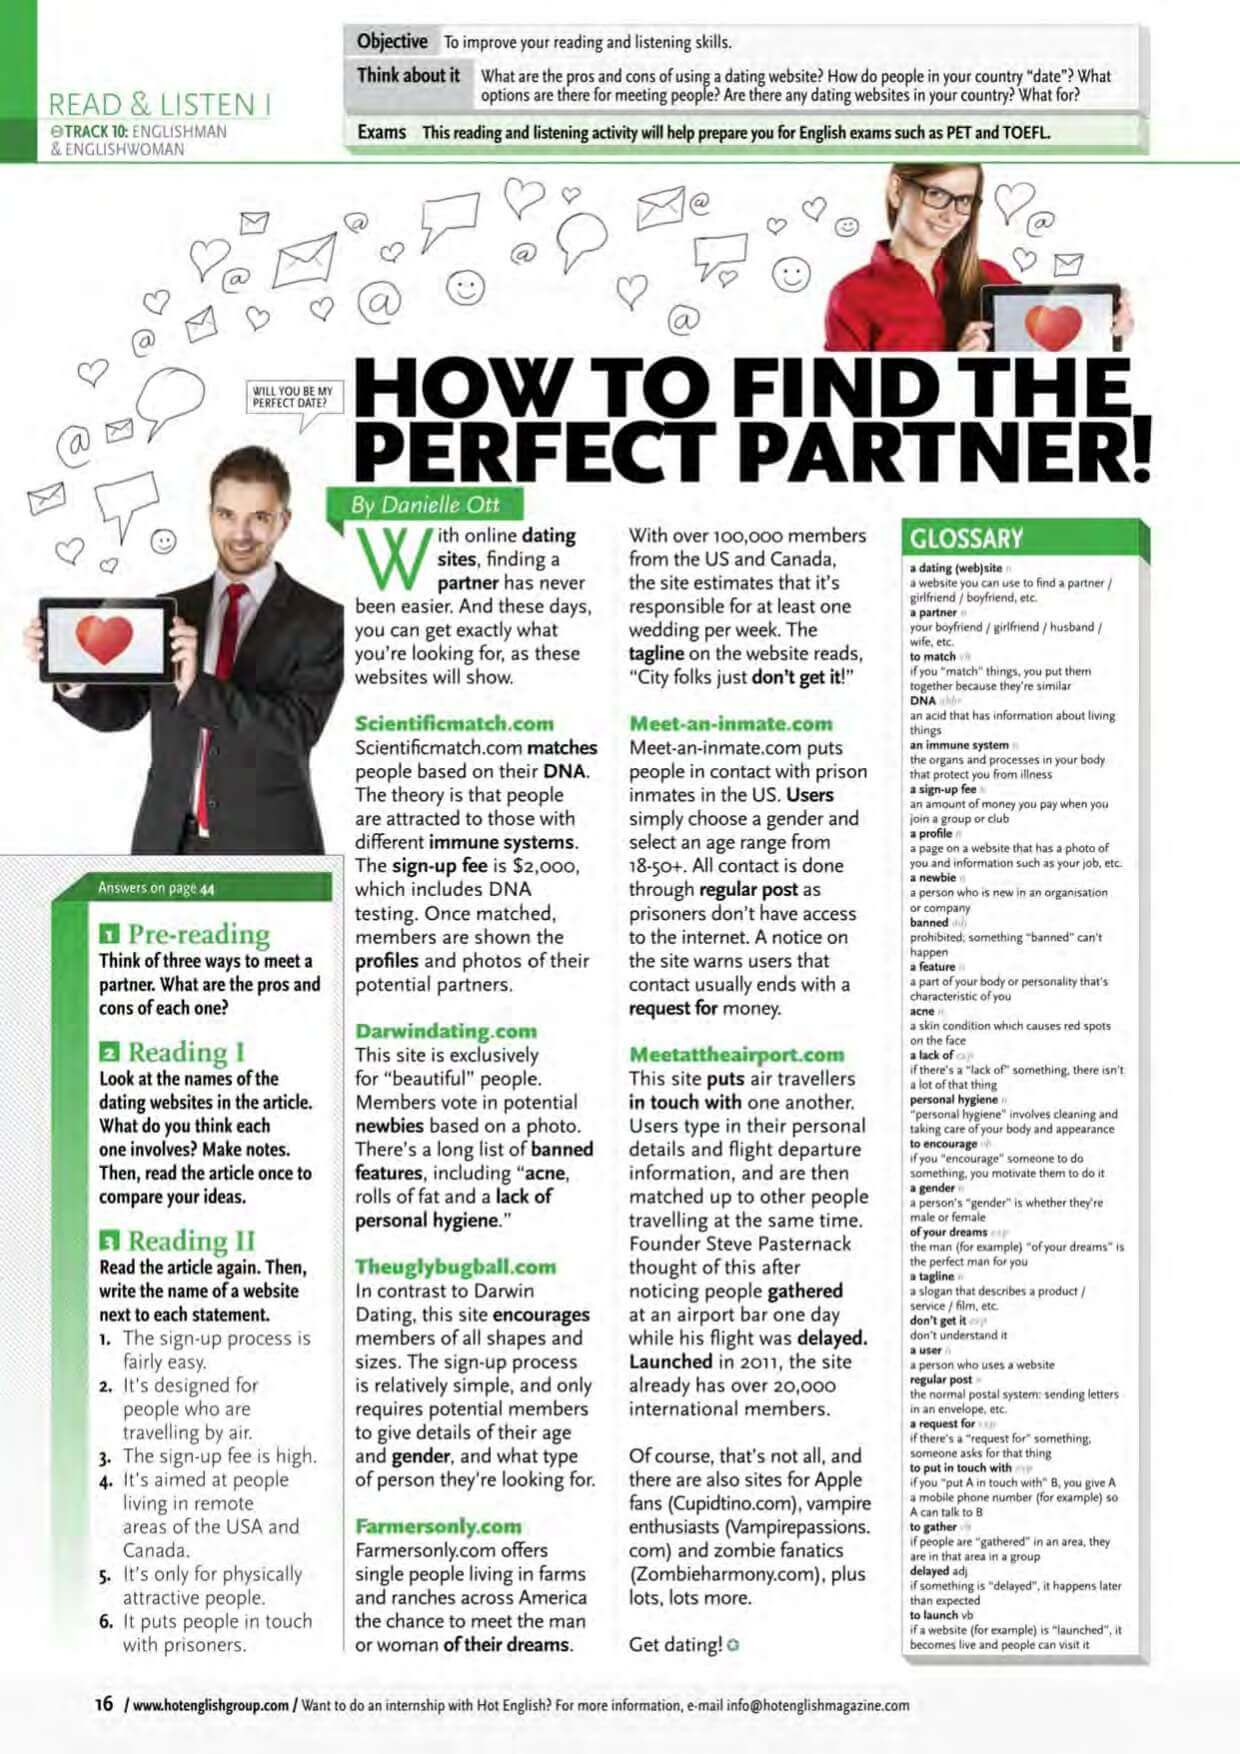 READ & LISTEN I
TRACK 10: ENGLISHMAN
& ENGLISHWOMAN
Objective To improve your reading and listening skills.
Think about it What are the pros and cons of using a dating website? How do people in your country "date"? What
options are there for meeting people? Are there any dating websites in your country? What for?
Exams This reading and listening activity will help prepare you for English exams such as PET and TOEFL.
WILL YOU BE MY
PERFECT DATE?
HOW TO FIND THE
PERFECT PARTNER!
By Danielle Ott
With online dating
sites, finding a
partner has never
been easier. And these days,
you can get exactly what
you're looking for, as these
websites will show.
Scientificmatch.com
Scientificmatch.com matches
people based on their DNA.
The theory is that people
are attracted to those with
different immune systems.
The sign-up fee is $2,000,
which includes DNA
testing. Once matched,
members are shown the
profiles and photos of their
potential partners.
Darwindating.com
This site is exclusively
for "beautiful" people.
Members vote in potential
newbies based on a photo.
There's a long list of banned
features, including "acne,
rolls of fat and a lack of
personal hygiene."
Theuglybugball.com
In contrast to Darwin
Dating, this site encourages
members of all shapes and
sizes. The sign-up process
is relatively simple, and only
requires potential members
to give details of their age
and gender, and what type
of person they're looking for.
Farmersonly.com
Farmersonly.com offers
single people living in farms
and ranches across America
the chance to meet the man
or woman of their dreams.
With over 100,000 members
from the US and Canada,
the site estimates that it's
responsible for at least one
wedding per week. The
tagline on the website reads,
"City folks just don't get it!"
Meet-an-inmate.com
Meet-an-inmate.com puts
people in contact with prison
inmates in the US. Users
simply choose a gender and
select an age range from
18-50+. All contact is done
through regular post as
prisoners don't have access
to the internet. A notice on
the site warns users that
contact usually ends with a
request for money.
Meetattheairport.com
This site puts air travellers
in touch with one another.
Users type in their personal
details and flight departure
information, and are then
matched up to other people
travelling at the same time.
Founder Steve Pasternack
thought of this after
noticing people gathered
at an airport bar one day
while his flight was delayed.
Launched in 2011, the site
already has over 20,000
international members.
Of course, that's not all, and
there are also sites for Apple
fans (Cupidtino.com), vampire
enthusiasts (Vampirepassions.
com) and zombie fanatics
(Zombieharmony.com), plus
lots, lots more.
Get dating!
Answers on page 44
1 Pre-reading
Think of three ways to meet a
partner. What are the pros and
cons of each one?
2 Reading I
Look at the names of the
dating websites in the article.
What do you think each
one involves? Make notes.
Then, read the article once to
compare your ideas.
3 Reading II
Read the article again. Then,
write the name of a website
next to each statement.
1. The sign-up process is
fairly easy.
2. It's designed for
people who are
travelling by air.
3. The sign-up fee is high.
4. It's aimed at people
living in remote
areas of the USA and
Canada.
5. It's only for physically
attractive people.
6. It puts people in touch
with prisoners.
GLOSSARY
a dating (web)site n
a website you can use to find a partner /
girlfriend / boyfriend, etc.
a partner n
your boyfriend / girlfriend / husband /
wife, etc.
to match vb
if you "match" things, you put them
together because they're similar
DNA abbr
an acid that has information about living
things
an immune system n
the organs and processes in your body
that protect you from illness
a sign-up fee n
an amount of money you pay when you
join a group or club
a profile n
a page on a website that has a photo of
you and information such as your job, etc.
a newbie n
a person who is new in an organisation
or company
banned adj
prohibited; something "banned" can't
happen
a feature n
a part of your body or personality that's
characteristic of you
acne n
a skin condition which causes red spots
on the face
a lack of exp
if there's a "lack of" something, there isn't
a lot of that thing
personal hygiene n
"personal hygiene" involves cleaning and
taking care of your body and appearance
to encourage vb
if you "encourage" someone to do
something, you motivate them to do it
a gender n
a person's "gender" is whether they're
male or female
of your dreams exp
the man (for example) "of your dreams" is
the perfect man for you
a tagline n
a slogan that describes a product /
service / film, etc.
don't get it exp
don't understand it
a user n
a person who uses a website
regular post n
the normal postal system: sending letters
in an envelope, etc.
a request for exp
if there's a "request for" something,
someone asks for that thing
to put in touch with exp
if you "put A in touch with" B, you give A
a mobile phone number (for example) so
A can talk to B
to gather vb
if people are "gathered" in an area, they
are in that area in a group
delayed adj
if something is "delayed", it happens later
than expected
to launch vb
if a website (for example) is "launched", it
becomes live and people can visit it
16 / www.hotenglishgroup.com / Want to do an internship with Hot English? For more information, e-mail info@hotenglishmagazine.com